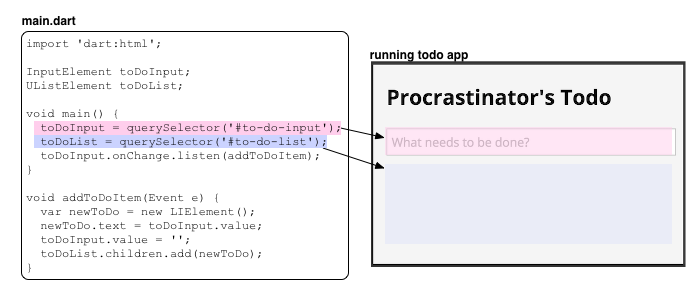 main.dart
import 'dart:html';
InputElement toDoInput;
UListElement toDoList;
void main() {
toDoInput = querySelector('#to-do-input');
toDoList = querySelector('#to-do-list');
toDoInput.onChange.listen(addToDoItem);
}
void addToDoItem(Event e) {
var newToDo = new LIElement();
newToDo.text = toDoInput.value;
toDoInput.value = '';
toDoList.children.add(newToDo);
}
running todo app
Procrastinator's Todo
What needs to be done?